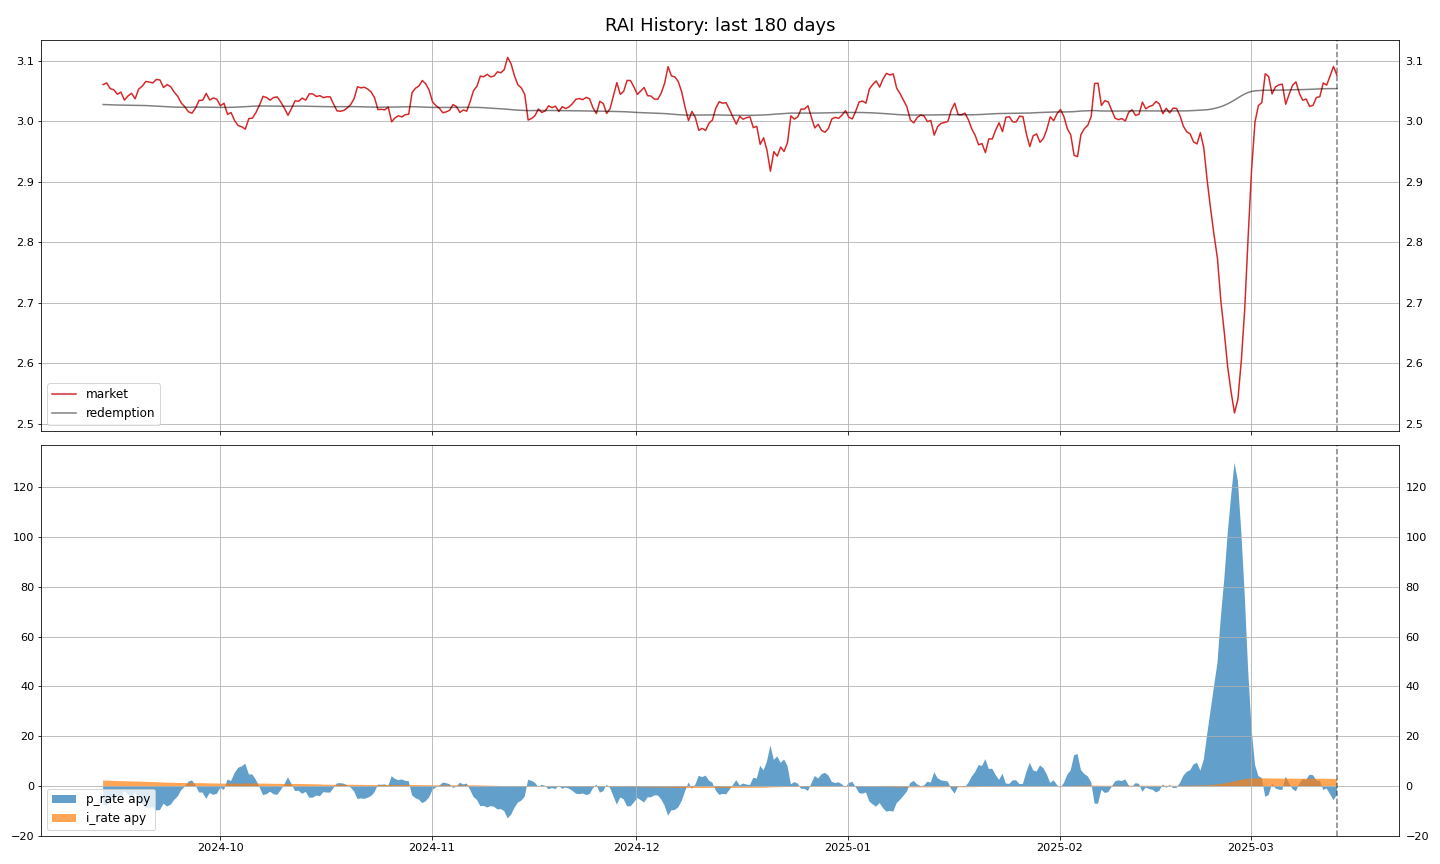 RAI History: last 180 days
3.1 3.1
3.0 3.0
2.9 2.9
2.8 2.8
2.7 2.7
2.6 2.6
2.5 2.5
market
redemption
120 120
100 100
80 80
60 60
40 40
20 20
0 0
−20 −20
p_rate apy
i_rate apy
2024-10 2024-11 2024-12 2025-01 2025-02 2025-03